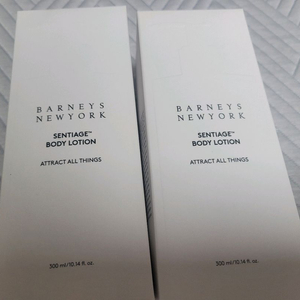 BARNEYS
NEWYORK
SENTIAGE™
BODY LOTION
ATTRACT ALL THINGS
300 ml/10.14 fl. oz.
BARNEYS
NEWYORK
SENTIAGE™
BODY LOTION
ATTRACT ALL THINGS
300 ml/10.14 fl. oz.